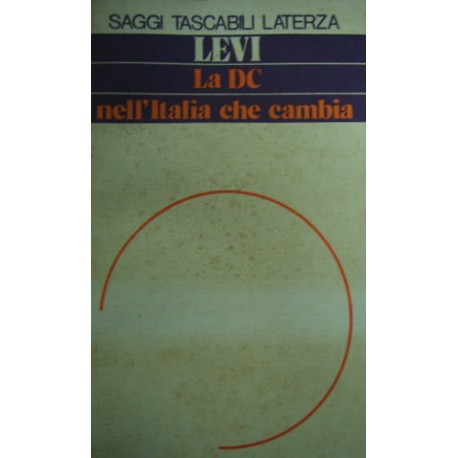 SAGGI TASCABILI LATERZA
LEVI
La DC
nell'Italia che cambia